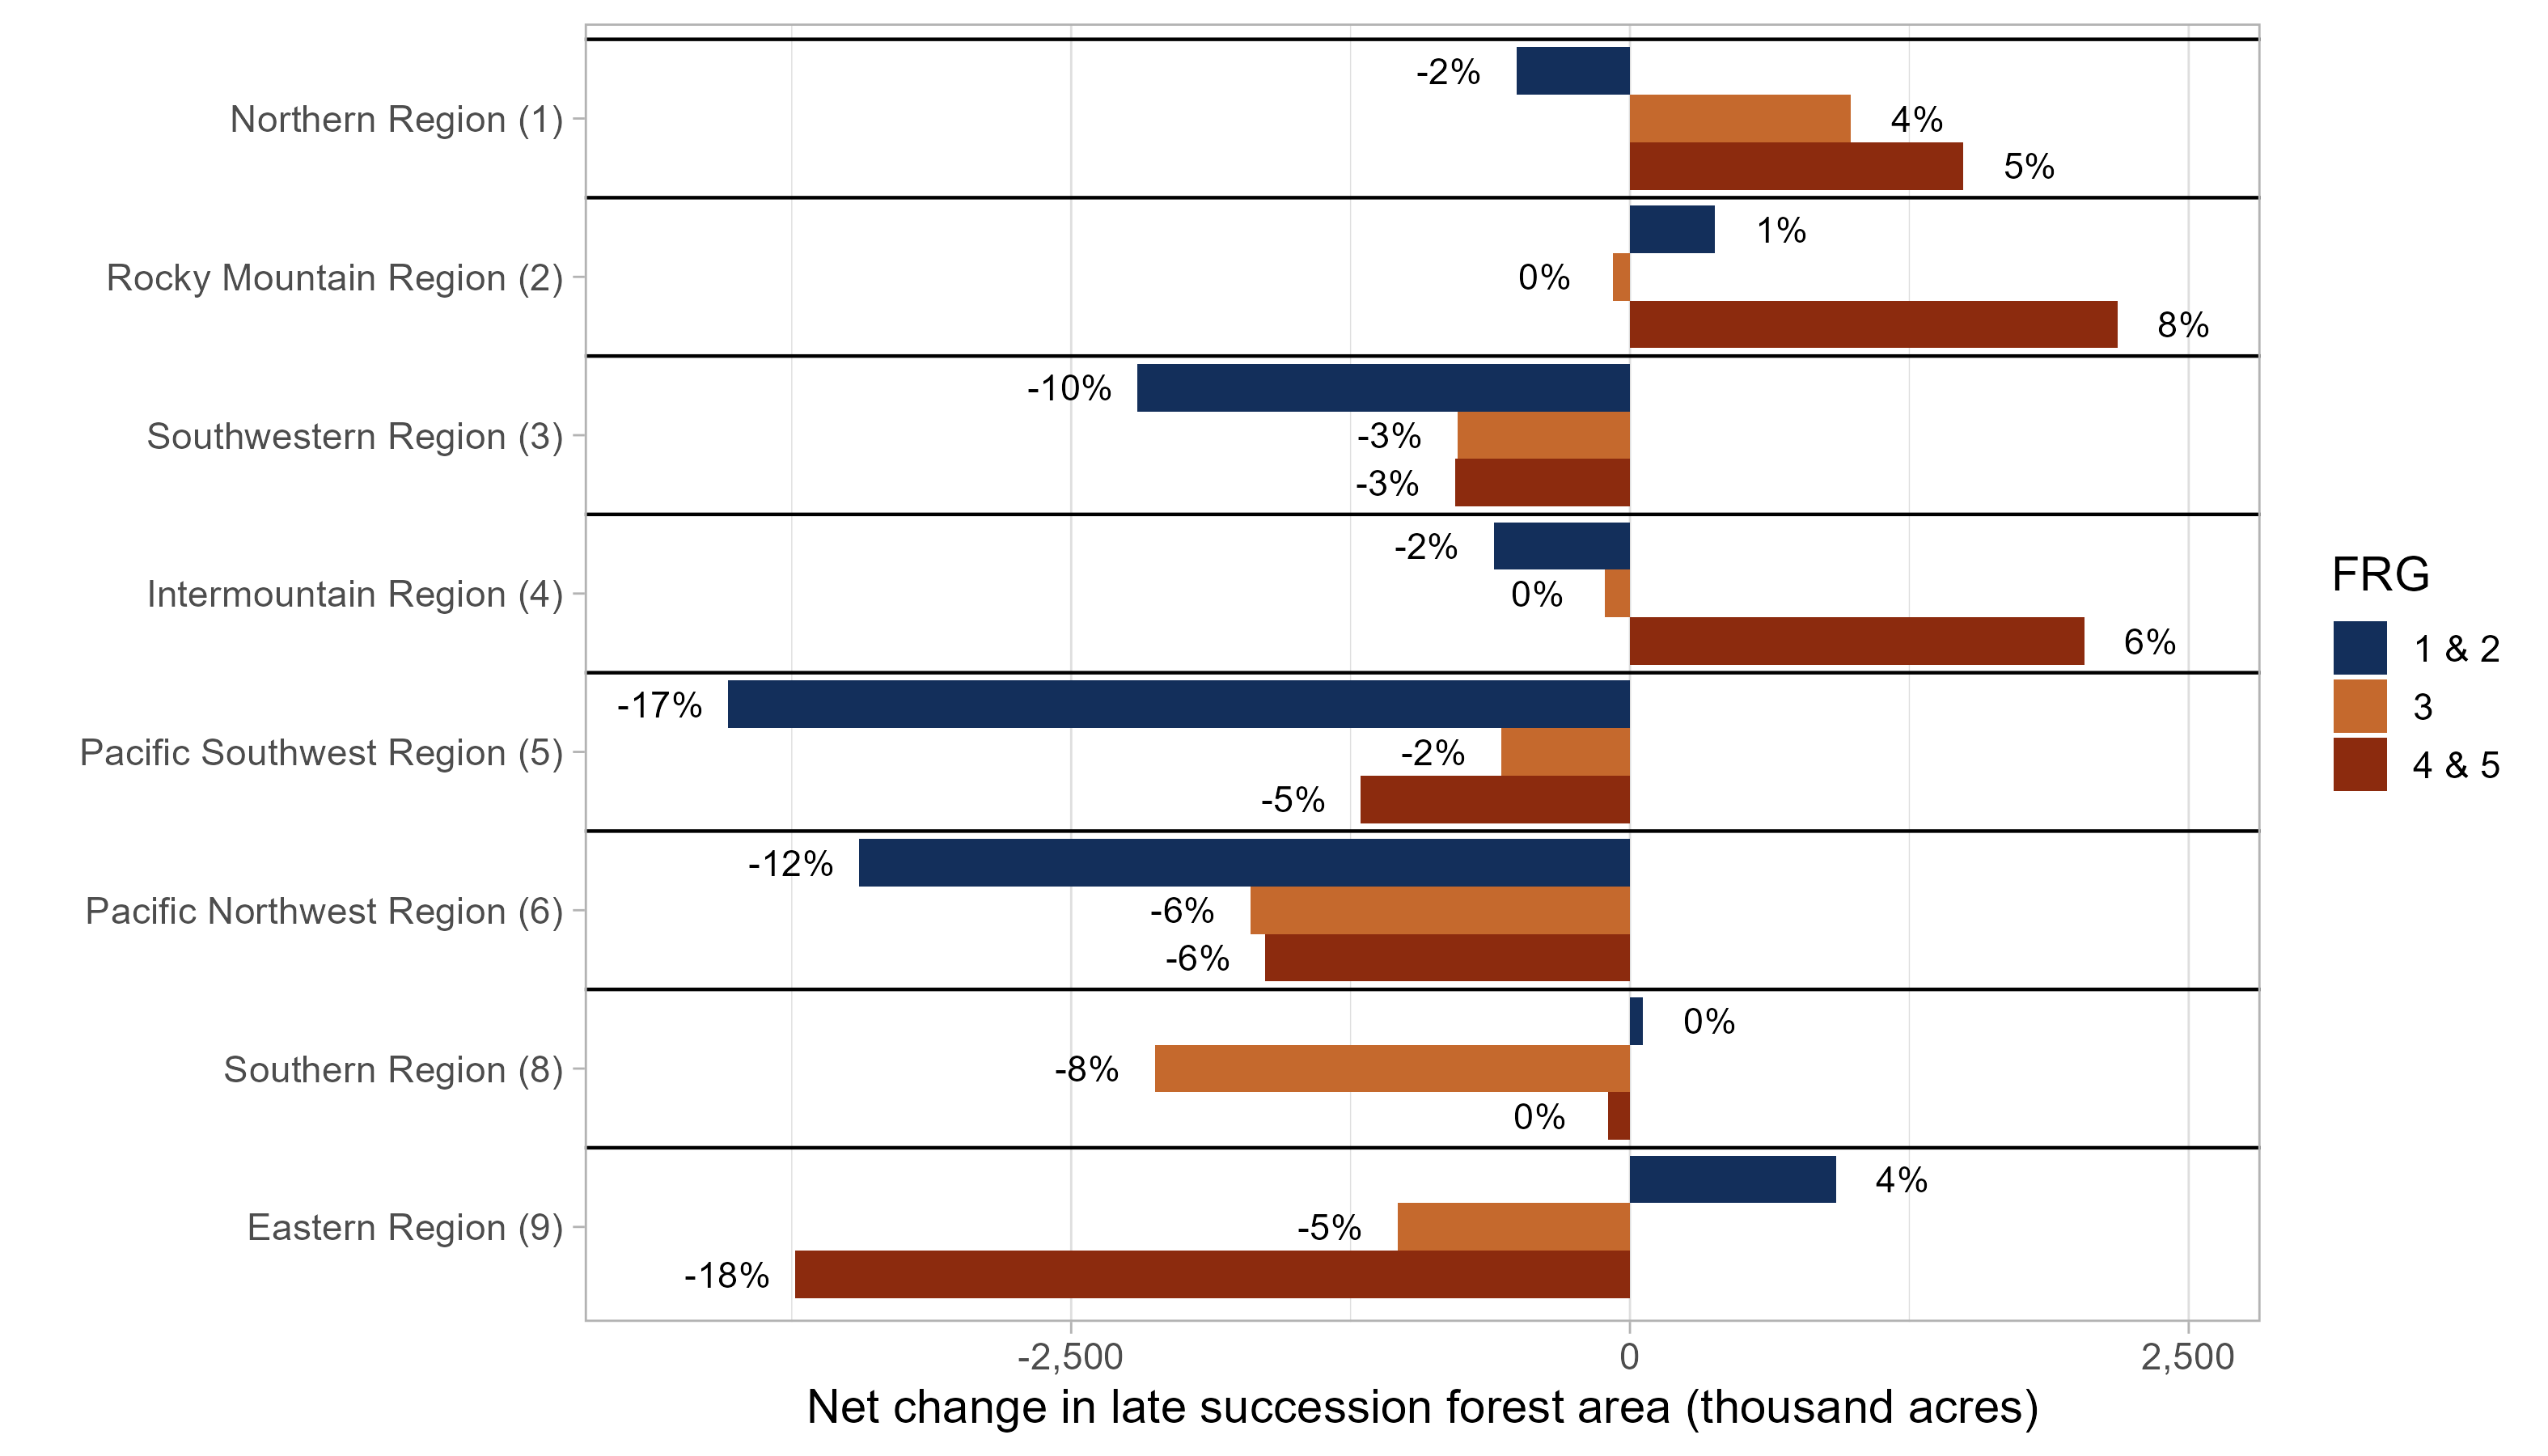 -2%
Northern Region (1)
4%
5%
1%
Rocky Mountain Region (2)
0%
8%
-10%
Southwestern Region (3)
-3%
-3%
-2%
Intermountain Region (4)
0%
6%
-17%
Pacific Southwest Region (5)
-2%
-5%
-12%
Pacific Northwest Region (6)
-6%
-6%
0%
Southern Region (8)
-8%
0%
4%
Eastern Region (9)
-5%
-18%
-2,500
0
2,500
Net change in late succession forest area (thousand acres)
FRG
1 & 2
3
4 & 5